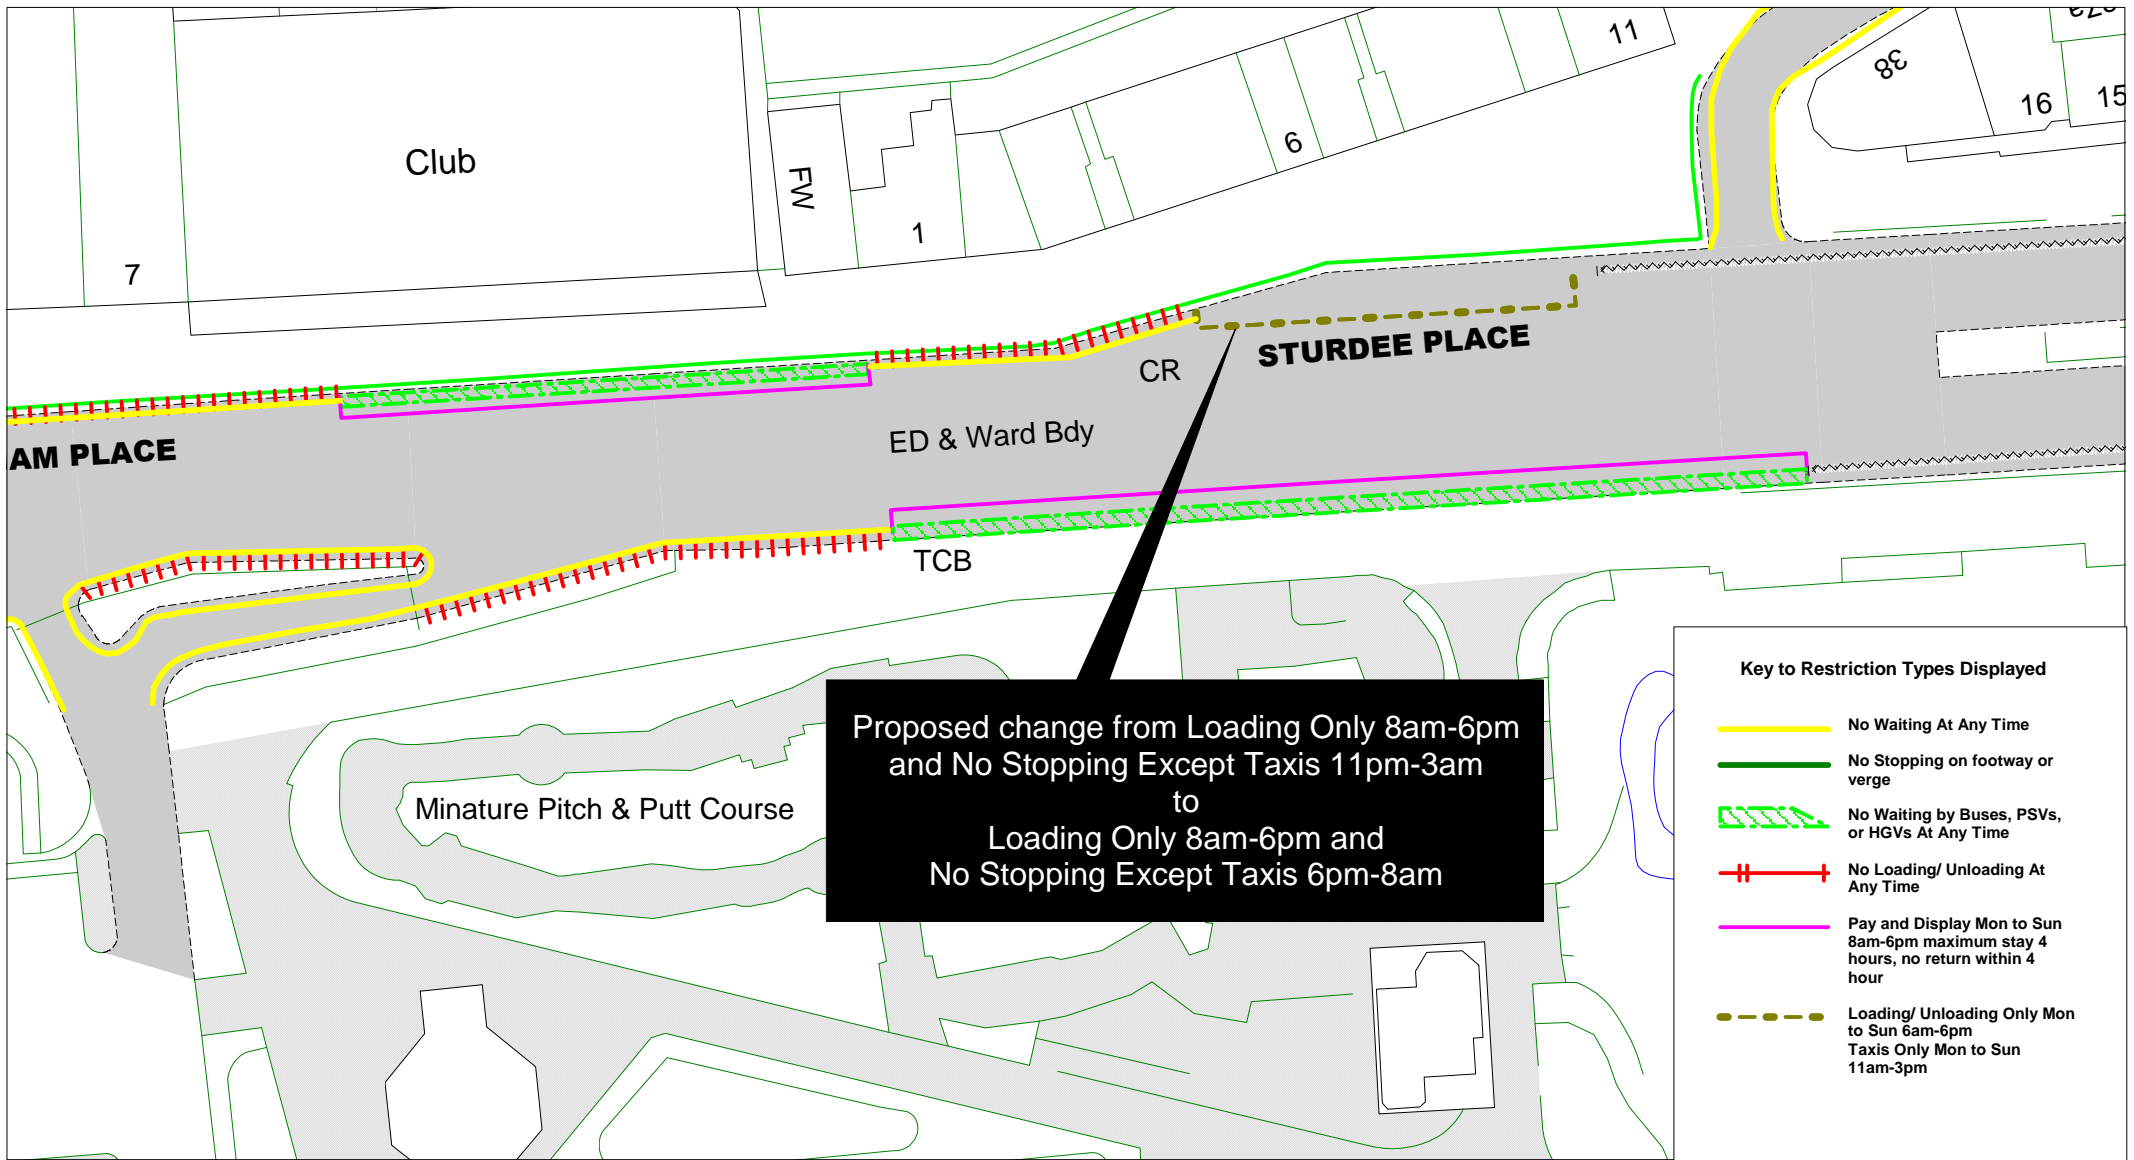 11
38
16
15
Club
FW
1
6
7
STURDEE PLACE
CR
ED & Ward Bdy
AM PLACE
TCB
Minature Pitch & Putt Course
Proposed change from Loading Only 8am-6pm
and No Stopping Except Taxis 11pm-3am
to
Loading Only 8am-6pm and
No Stopping Except Taxis 6pm-8am
Key to Restriction Types Displayed
No Waiting At Any Time
No Stopping on footway or
verge
No Waiting by Buses, PSVs,
or HGVs At Any Time
No Loading/ Unloading At
Any Time
Pay and Display Mon to Sun
8am-6pm maximum stay 4
hours, no return within 4
hour
Loading/ Unloading Only Mon
to Sun 6am-6pm
Taxis Only Mon to Sun
11am-3pm